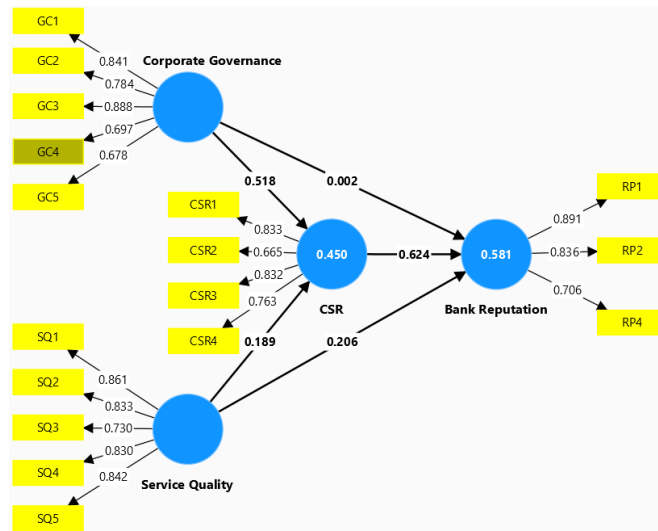 GC1
GC2
GC3
GC4
GC5
0.841
0.784
0.888
0.697
0.678
Corporate Governance
0.518
0.002
CSR1
CSR2
CSR3
CSR4
0.833
0.665
0.832
0.763
0.450
CSR
0.624
0.581
Bank Reputation
0.891
0.836
0.706
RP1
RP2
RP4
0.189
0.206
SQ1
SQ2
SQ3
SQ4
SQ5
0.861
0.833
0.730
0.830
0.842
Service Quality